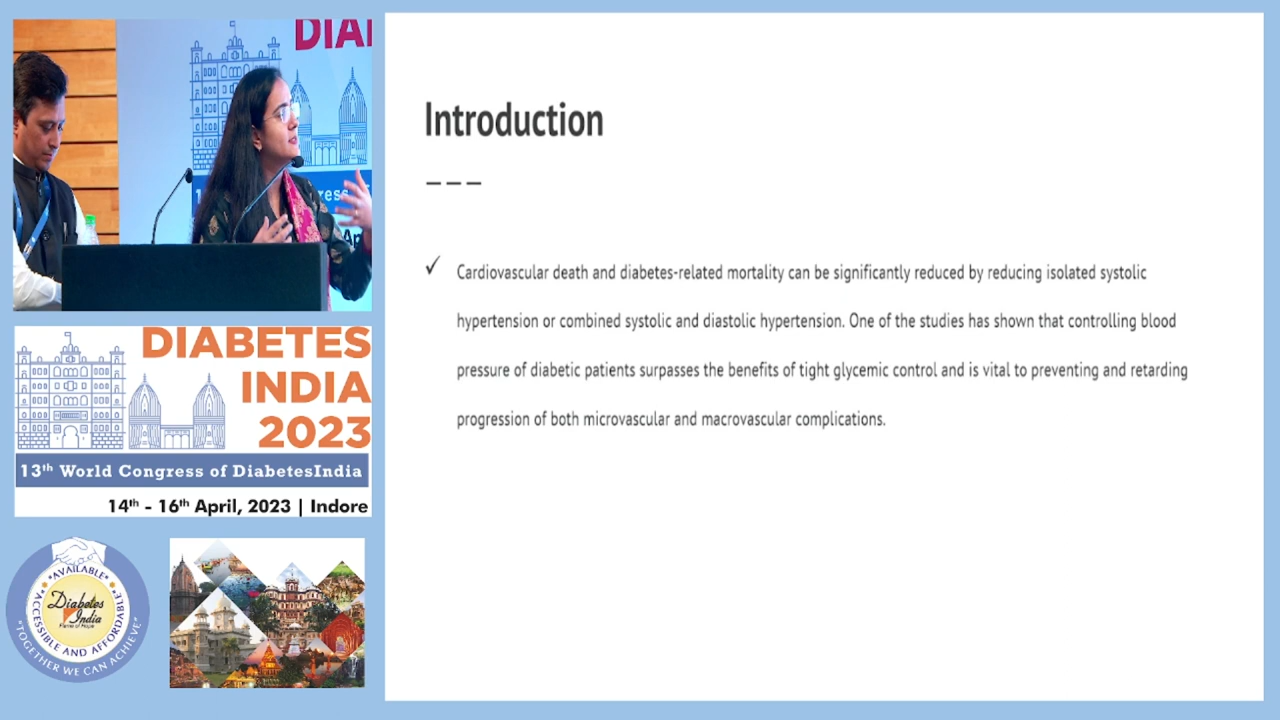 DIA
ress
DIABETES
INDIA
2023
13th World Congress of DiabetesIndia
14th - 16th April, 2023 | Indore
*AVAILABLE*
*ACCESSIBLE AND AFFORDABLE*
Diabetes
India
Flame of Hope
"TOGETHER WE CAN ACHIEVE"
Introduction
✓ Cardiovascular death and diabetes-related mortality can be significantly reduced by reducing isolated systolic
hypertension or combined systolic and diastolic hypertension. One of the studies has shown that controlling blood
pressure of diabetic patients surpasses the benefits of tight glycemic control and is vital to preventing and retarding
progression of both microvascular and macrovascular complications.